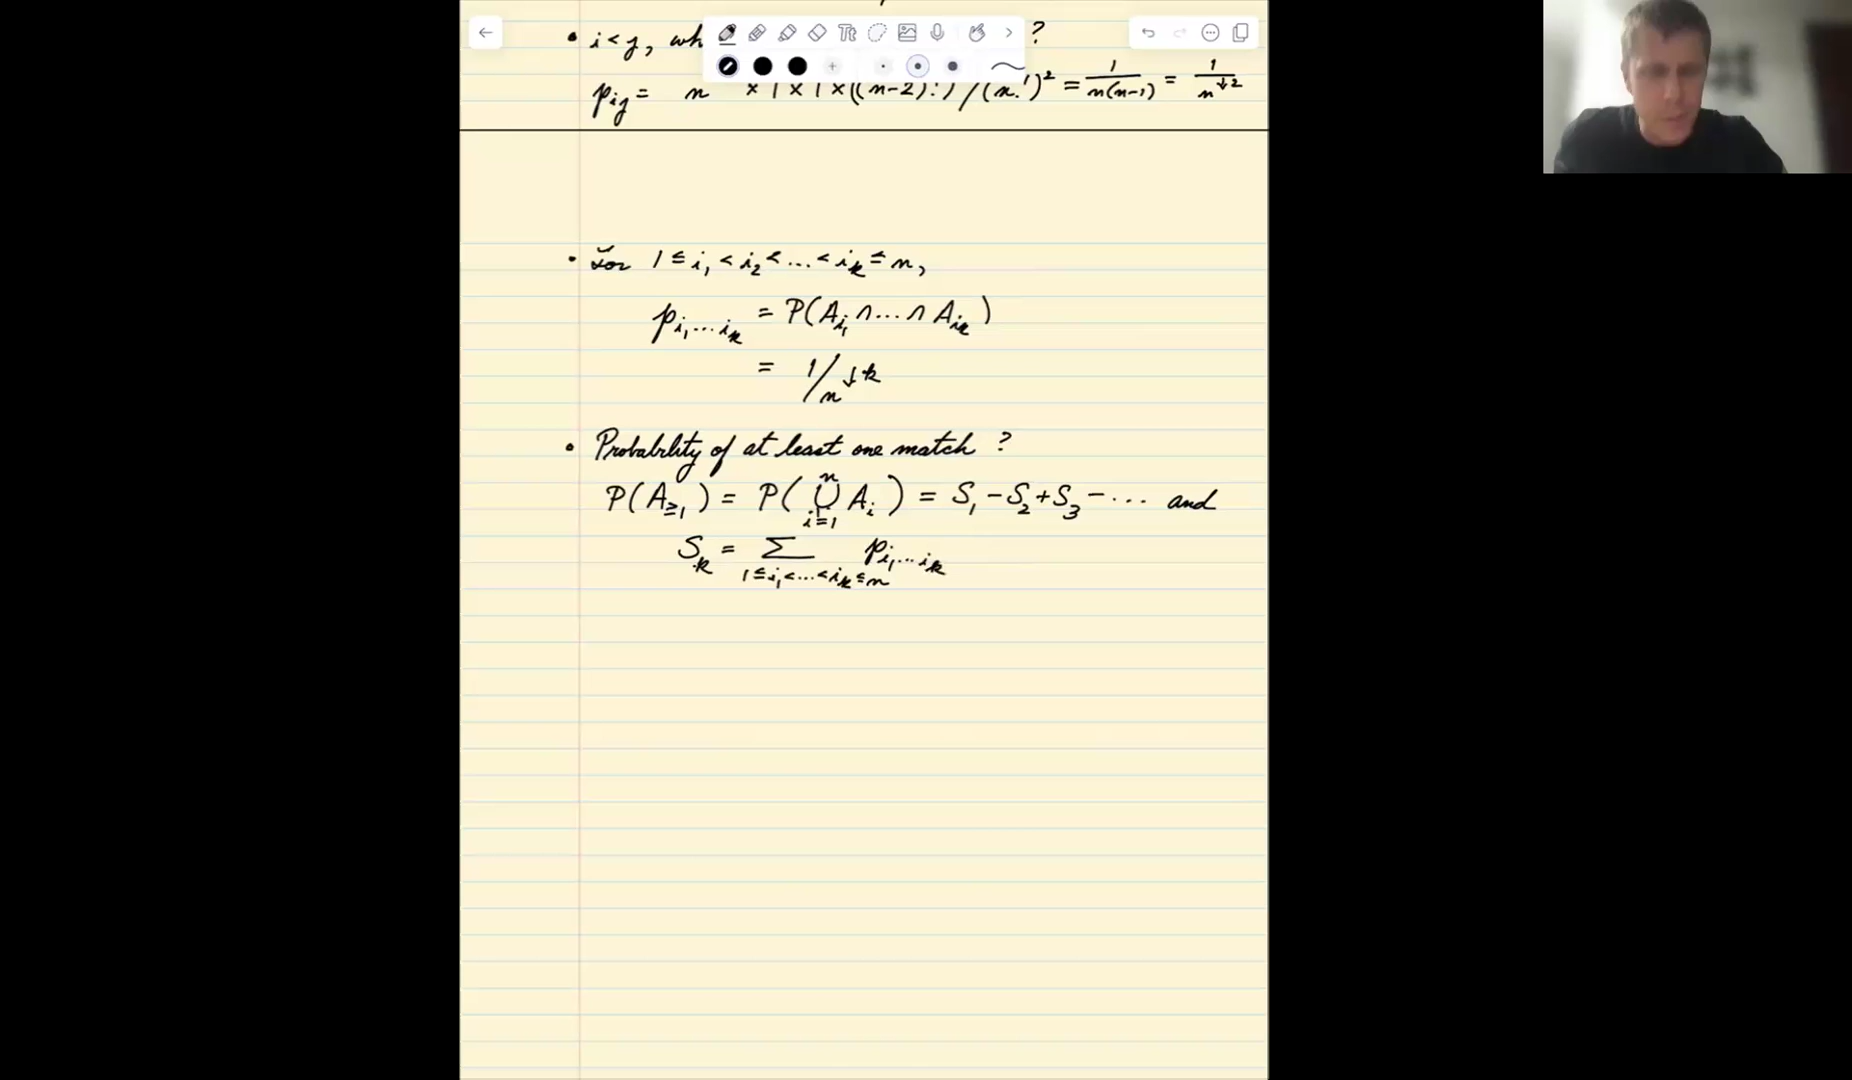 • i < j, wh ?
p_{ij} = n × 1 × 1 × ((n-2)!) / (n!)² = 1/n(n-1) = 1/n^{↓2}
• For 1 ≤ i₁ < i₂ < ... < i_k ≤ n,
p_{i₁...i_k} = P(A_{i₁} ∩ ... ∩ A_{i_k})
= 1/n^{↓k}
• Probability of at least one match ?
P(A_{≥1}) = P(⋃_{i=1}^{n} A_i) = S₁ - S₂ + S₃ - ... and
S_k = Σ_{1≤i₁<...<i_k≤n} p_{i₁...i_k}